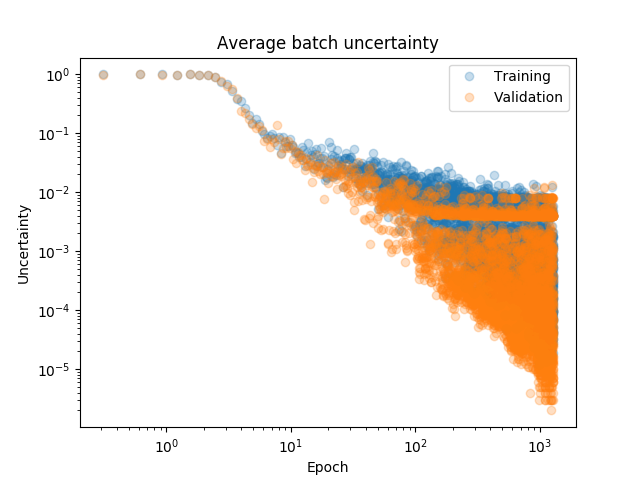 Average batch uncertainty
Training
Validation
10⁰
10⁻¹
10⁻²
10⁻³
10⁻⁴
10⁻⁵
Uncertainty
10⁰
10¹
10²
10³
Epoch